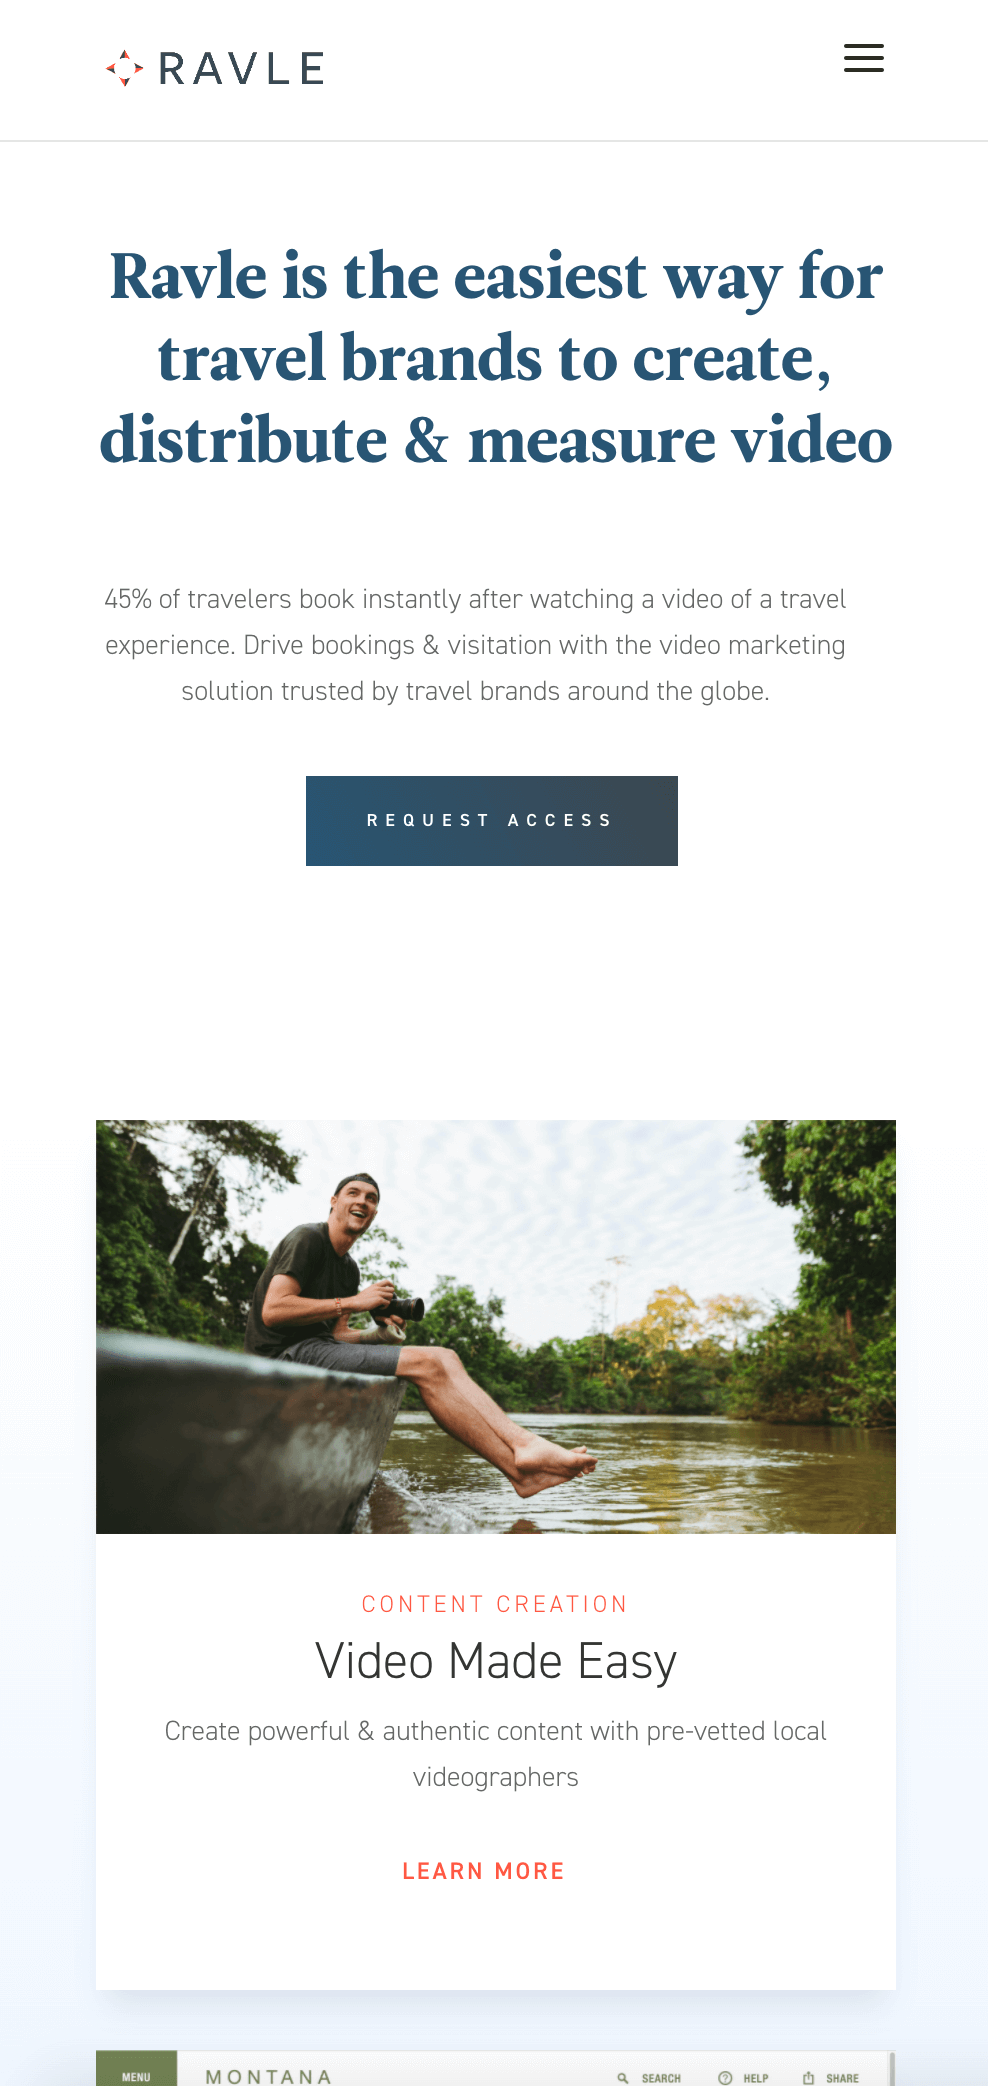 RAVLE
Ravle is the easiest way for
travel brands to create,
distribute & measure video
45% of travelers book instantly after watching a video of a travel
experience. Drive bookings & visitation with the video marketing
solution trusted by travel brands around the globe.
REQUEST ACCESS
CONTENT CREATION
Video Made Easy
Create powerful & authentic content with pre-vetted local
videographers
LEARN MORE
MENU MONTANA SEARCH HELP SHARE